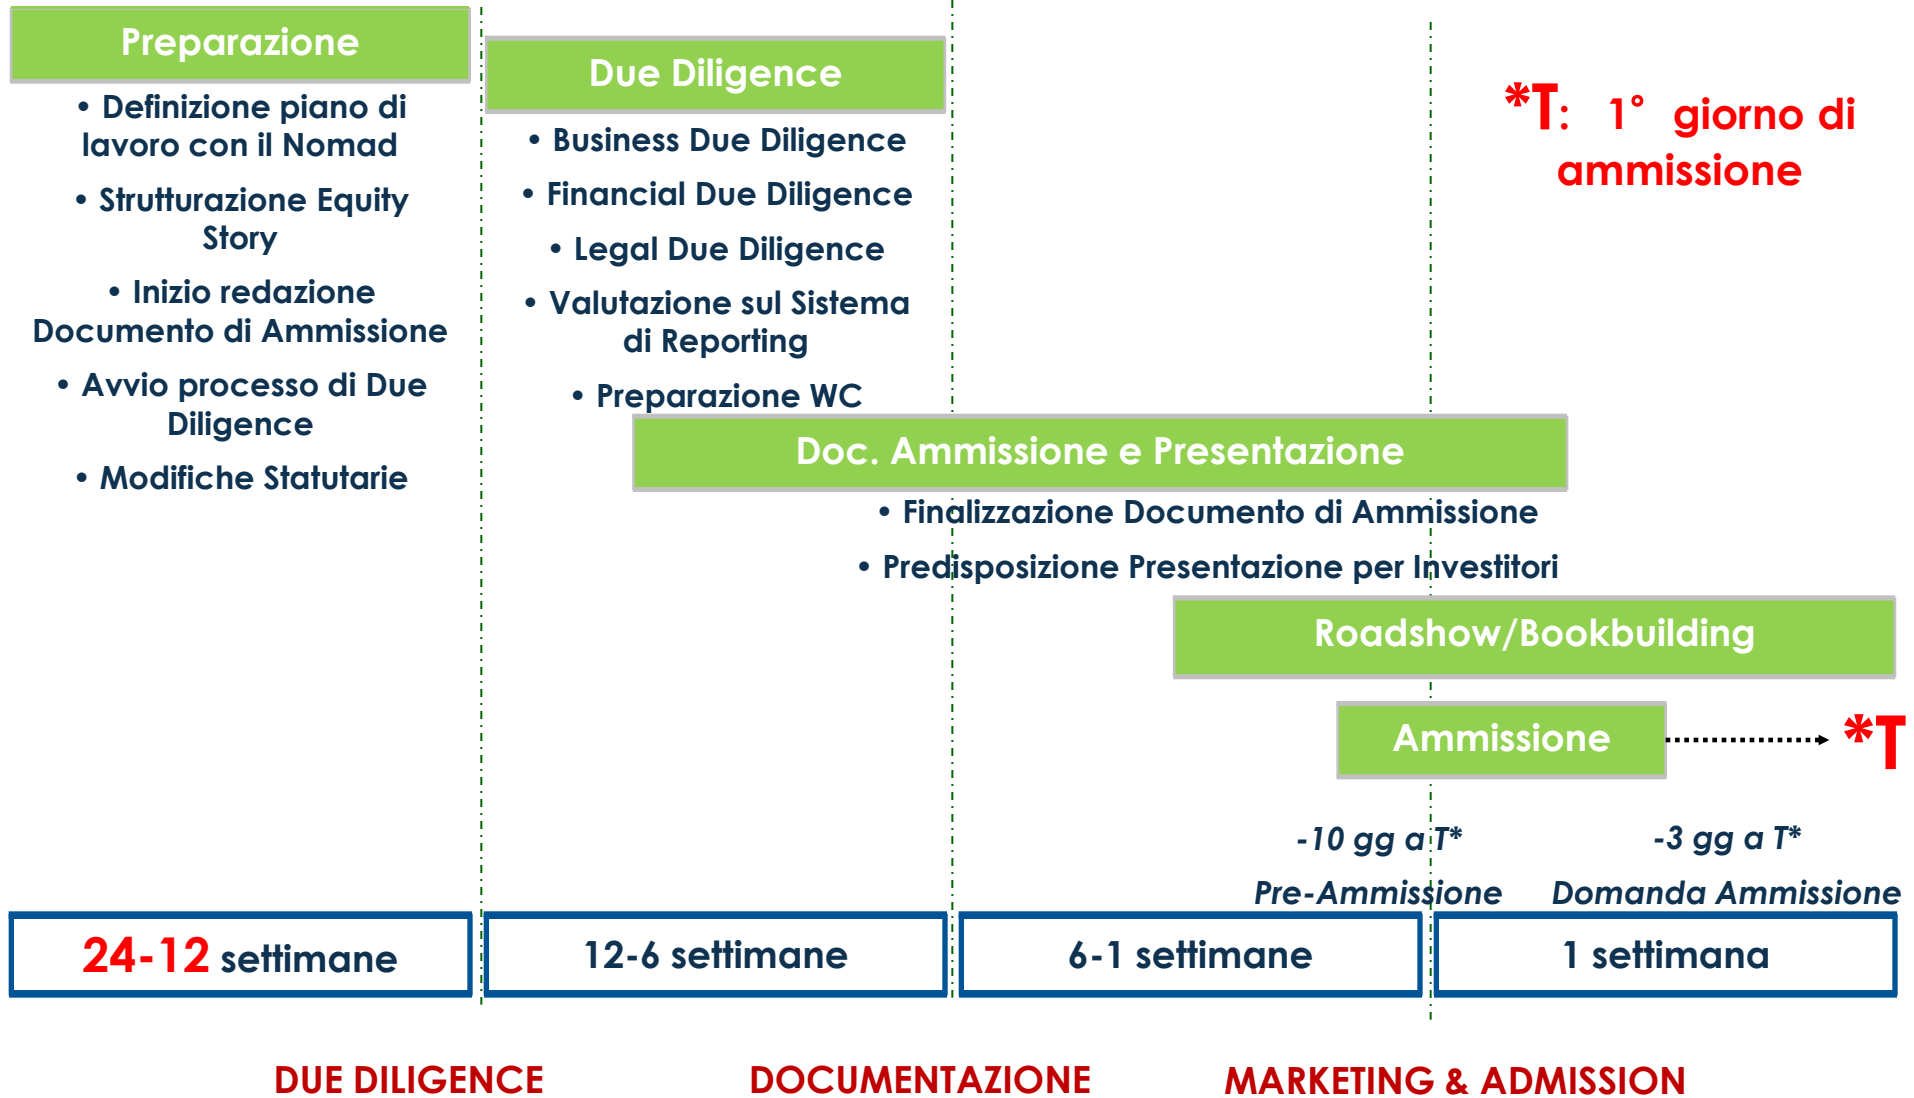 Preparazione
• Definizione piano di
lavoro con il Nomad
• Strutturazione Equity
Story
• Inizio redazione
Documento di Ammissione
• Avvio processo di Due
Diligence
• Modifiche Statutarie
Due Diligence
• Business Due Diligence
• Financial Due Diligence
• Legal Due Diligence
• Valutazione sul Sistema
di Reporting
• Preparazione WC
*T: 1° giorno di
ammissione
Doc. Ammissione e Presentazione
• Finalizzazione Documento di Ammissione
• Predisposizione Presentazione per Investitori
Roadshow/Bookbuilding
Ammissione
*T
-10 gg a T*
Pre-Ammissione
-3 gg a T*
Domanda Ammissione
24-12 settimane
12-6 settimane
6-1 settimane
1 settimana
DUE DILIGENCE
DOCUMENTAZIONE
MARKETING & ADMISSION